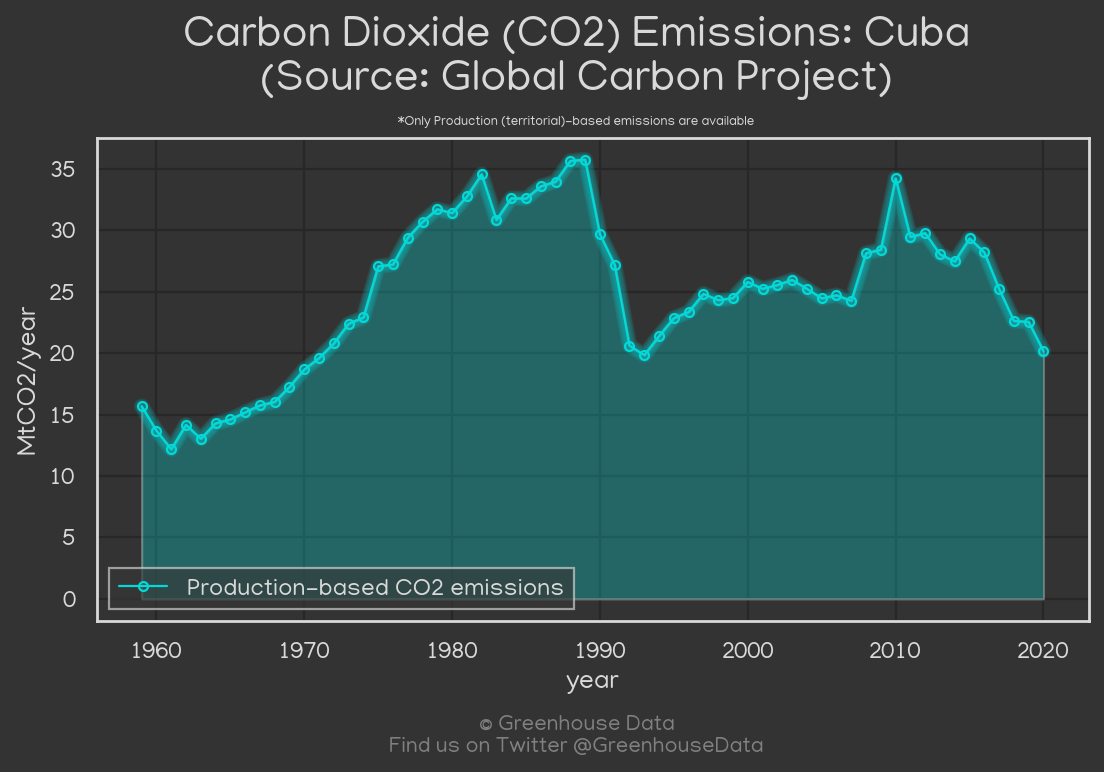 Carbon Dioxide (CO2) Emissions: Cuba
(Source: Global Carbon Project)
*Only Production (territorial)-based emissions are available
MtCO2/year
35
30
25
20
15
10
5
0
Production-based CO2 emissions
1960 1970 1980 1990 2000 2010 2020
year
© Greenhouse Data
Find us on Twitter @GreenhouseData